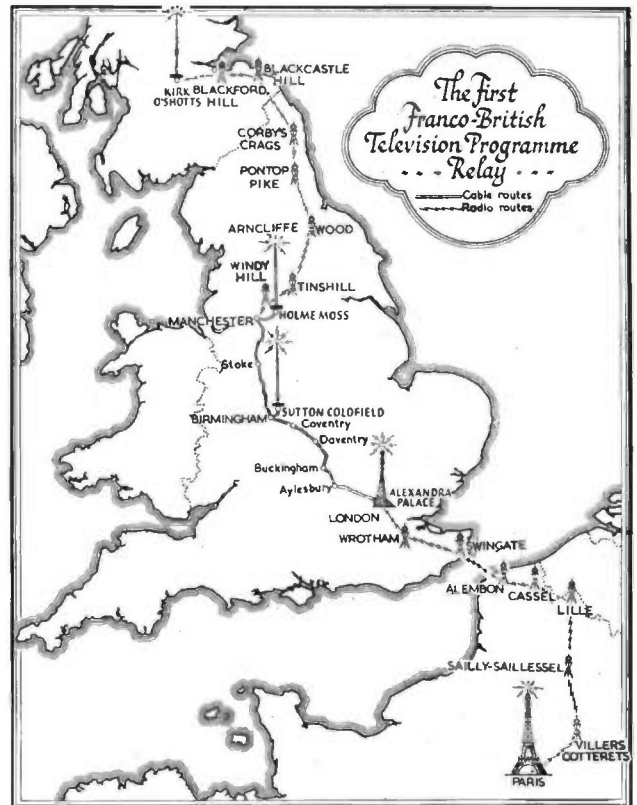 The First
Franco-British
Television Programme
Relay
Cable routes
Radio routes
KIRK
O'SHOTTS
BLACKFORD
HILL
BLACKCASTLE
HILL
CORBY'S
CRAGS
PONTOP
PIKE
ARNCLIFFE
WOOD
WINDY
HILL
TINSHILL
MANCHESTER
HOLME MOSS
Stoke
BIRMINGHAM
SUTTON COLDFIELD
Coventry
Daventry
Buckingham
Aylesbury
ALEXANDRA
PALACE
LONDON
WROTHAM
SWINGATE
ALEMBON
CASSEL
LILLE
SAILLY-SAILLESSEL
VILLERS
COTTERETS
PARIS